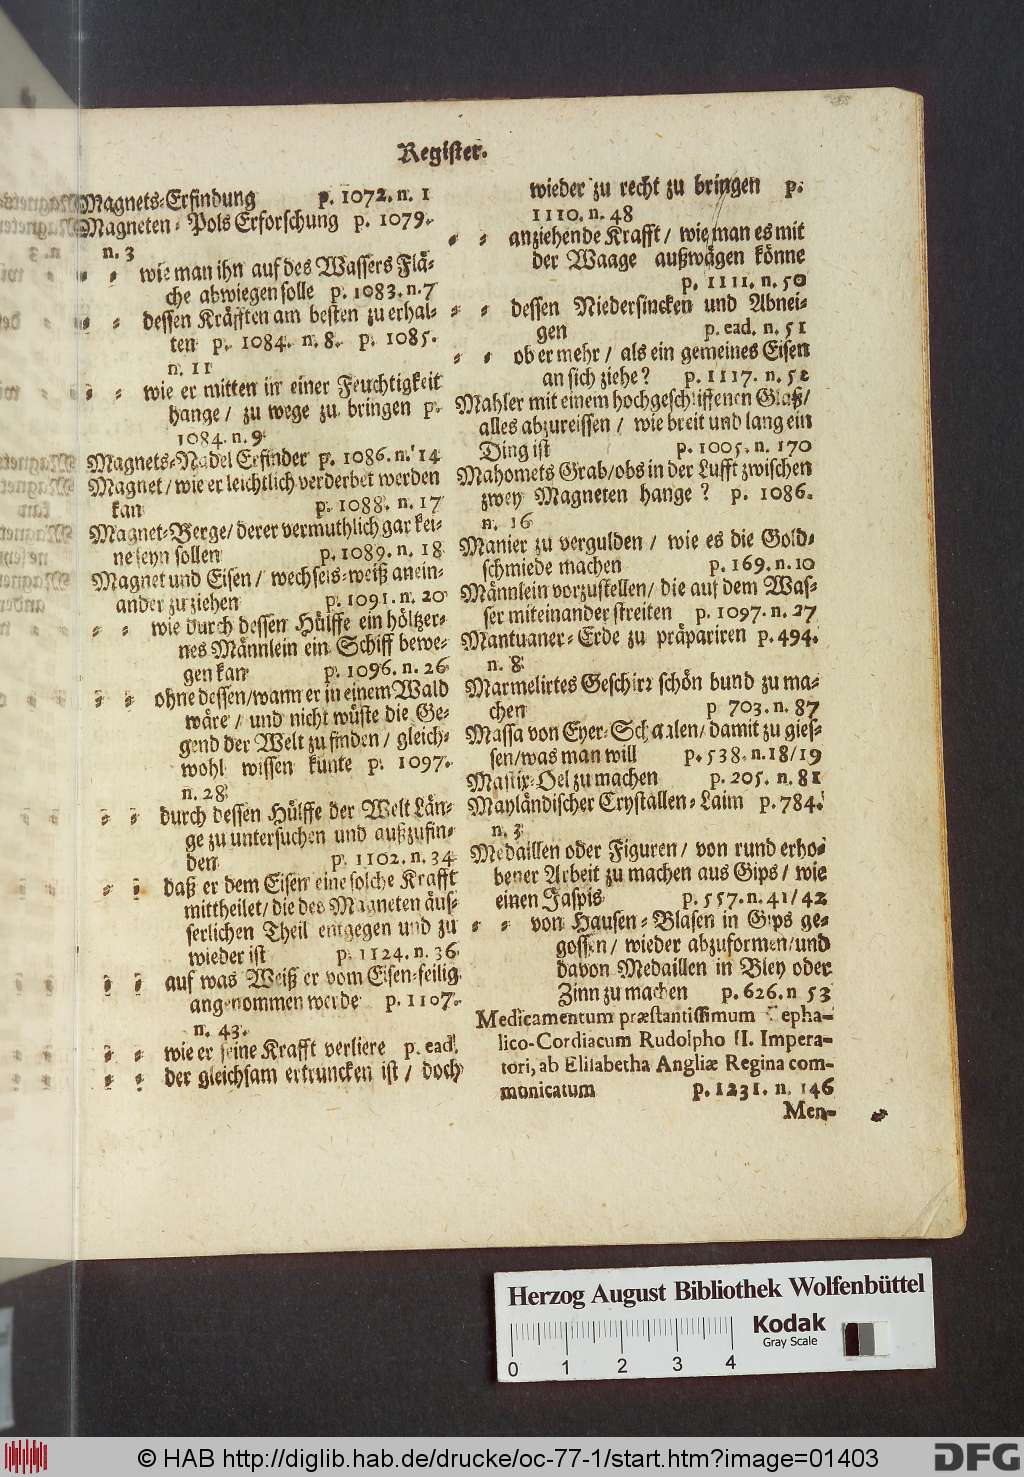 Register.
Magnets-Erfindung p. 1072. n. 1
Magneten-Pols Erforschung p. 1079.
n. 3
- - wie man ihn auf des Wassers Flä-
che abwiegen solle p. 1083. n. 7
- - dessen Kräfften am besten zu erhal-
ten p. 1084. n. 8. p. 1085.
n. 11
- - wie er mitten in einer Feuchtigkeit
hange / zu wege zu bringen p.
1084. n. 9
Magnets-Nadel Erfinder p. 1086. n. 14
Magnet / wie er leichtlich verderbet werden
kan p. 1088. n. 17
Magnet-Berge / derer vermuthlich gar kei-
ne seyn sollen p. 1089. n. 18
Magnet und Eisen / wechsels-weiß anein-
ander zu ziehen p. 1091. n. 20
- - wie durch dessen Hülffe ein höltzer-
nes Männlein ein Schiff bewe-
gen kan p. 1096. n. 26
- - ohne dessen / wann er in einem Wald
wäre / und nicht wüste die Ge-
gend der Welt zu finden / gleich-
wohl wissen kunte p. 1097.
n. 28
- - durch dessen Hülffe der Welt Län-
ge zu untersuchen und außzufin-
den p. 1102. n. 34
- - daß er dem Eisen eine solche Krafft
mittheilet / die des Magneten äus-
serlichen Theil entgegen und zu
wieder ist p. 1124. n. 36
- - auf was Weiß er vom Eisen-feilig
angenommen werde p. 1107.
n. 43.
- - wie er seine Krafft verliere p. ead.
- - der gleichsam ertruncken ist / doch
wieder zu recht zu bringen p.
1110. n. 48
- - anziehende Krafft / wie man es mit
der Waage außwägen könne
p. 1111. n. 50
- - dessen Niedersincken und Abnei-
gen p. ead. n. 51
- - ob er mehr / als ein gemeines Eisen
an sich ziehe? p. 1117. n. 52
Mahler mit einem hochgeschliffenen Glaß /
alles abzureissen / wie breit und lang ein
Ding ist p. 1005. n. 170
Mahomets Grab / obs in der Lufft zwischen
zwey Magneten hange? p. 1086.
n. 16
Manier zu vergulden / wie es die Gold-
schmiede machen p. 169. n. 10
Männlein vorzustellen / die auf dem Was-
ser miteinander streiten p. 1097. n. 27
Mantuaner-Erde zu präpariren p. 494.
n. 8
Marmelirtes Geschirr schön bund zu ma-
chen p 703. n. 87
Massa von Eyer-Schaalen / damit zu gies-
sen / was man will p. 538. n. 18/19
Mastix-Oel zu machen p. 205. n. 81
Mayländischer Crystallen-Laim p. 784.
n. 3
Medaillen oder Figuren / von rund erho-
bener Arbeit zu machen aus Gips / wie
einen Jaspis p. 557. n. 41/42
- - von Hausen-Blasen in Gips ge-
gossen / wieder abzuformen / und
davon Medaillen in Bley oder
Zinn zu machen p. 626. n 53
Medicamentum præstantissimum Cepha-
lico-Cordiacum Rudolpho II. Impera-
tori, ab Elisabetha Angliæ Regina com-
monicatum p. 1231. n. 146
Men-
Herzog August Bibliothek Wolfenbüttel
Kodak
Gray Scale
0 1 2 3 4
© HAB http://diglib.hab.de/drucke/oc-77-1/start.htm?image=01403
DFG